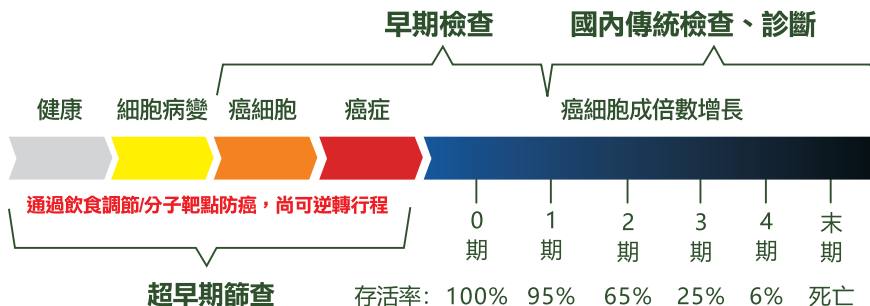 早期檢查 國內傳統檢查、診斷
健康 細胞病變 癌細胞 癌症 癌細胞成倍數增長
通過飲食調節/分子靶點防癌，尚可逆轉行程
0期 1期 2期 3期 4期 末期
超早期篩查
存活率： 100% 95% 65% 25% 6% 死亡